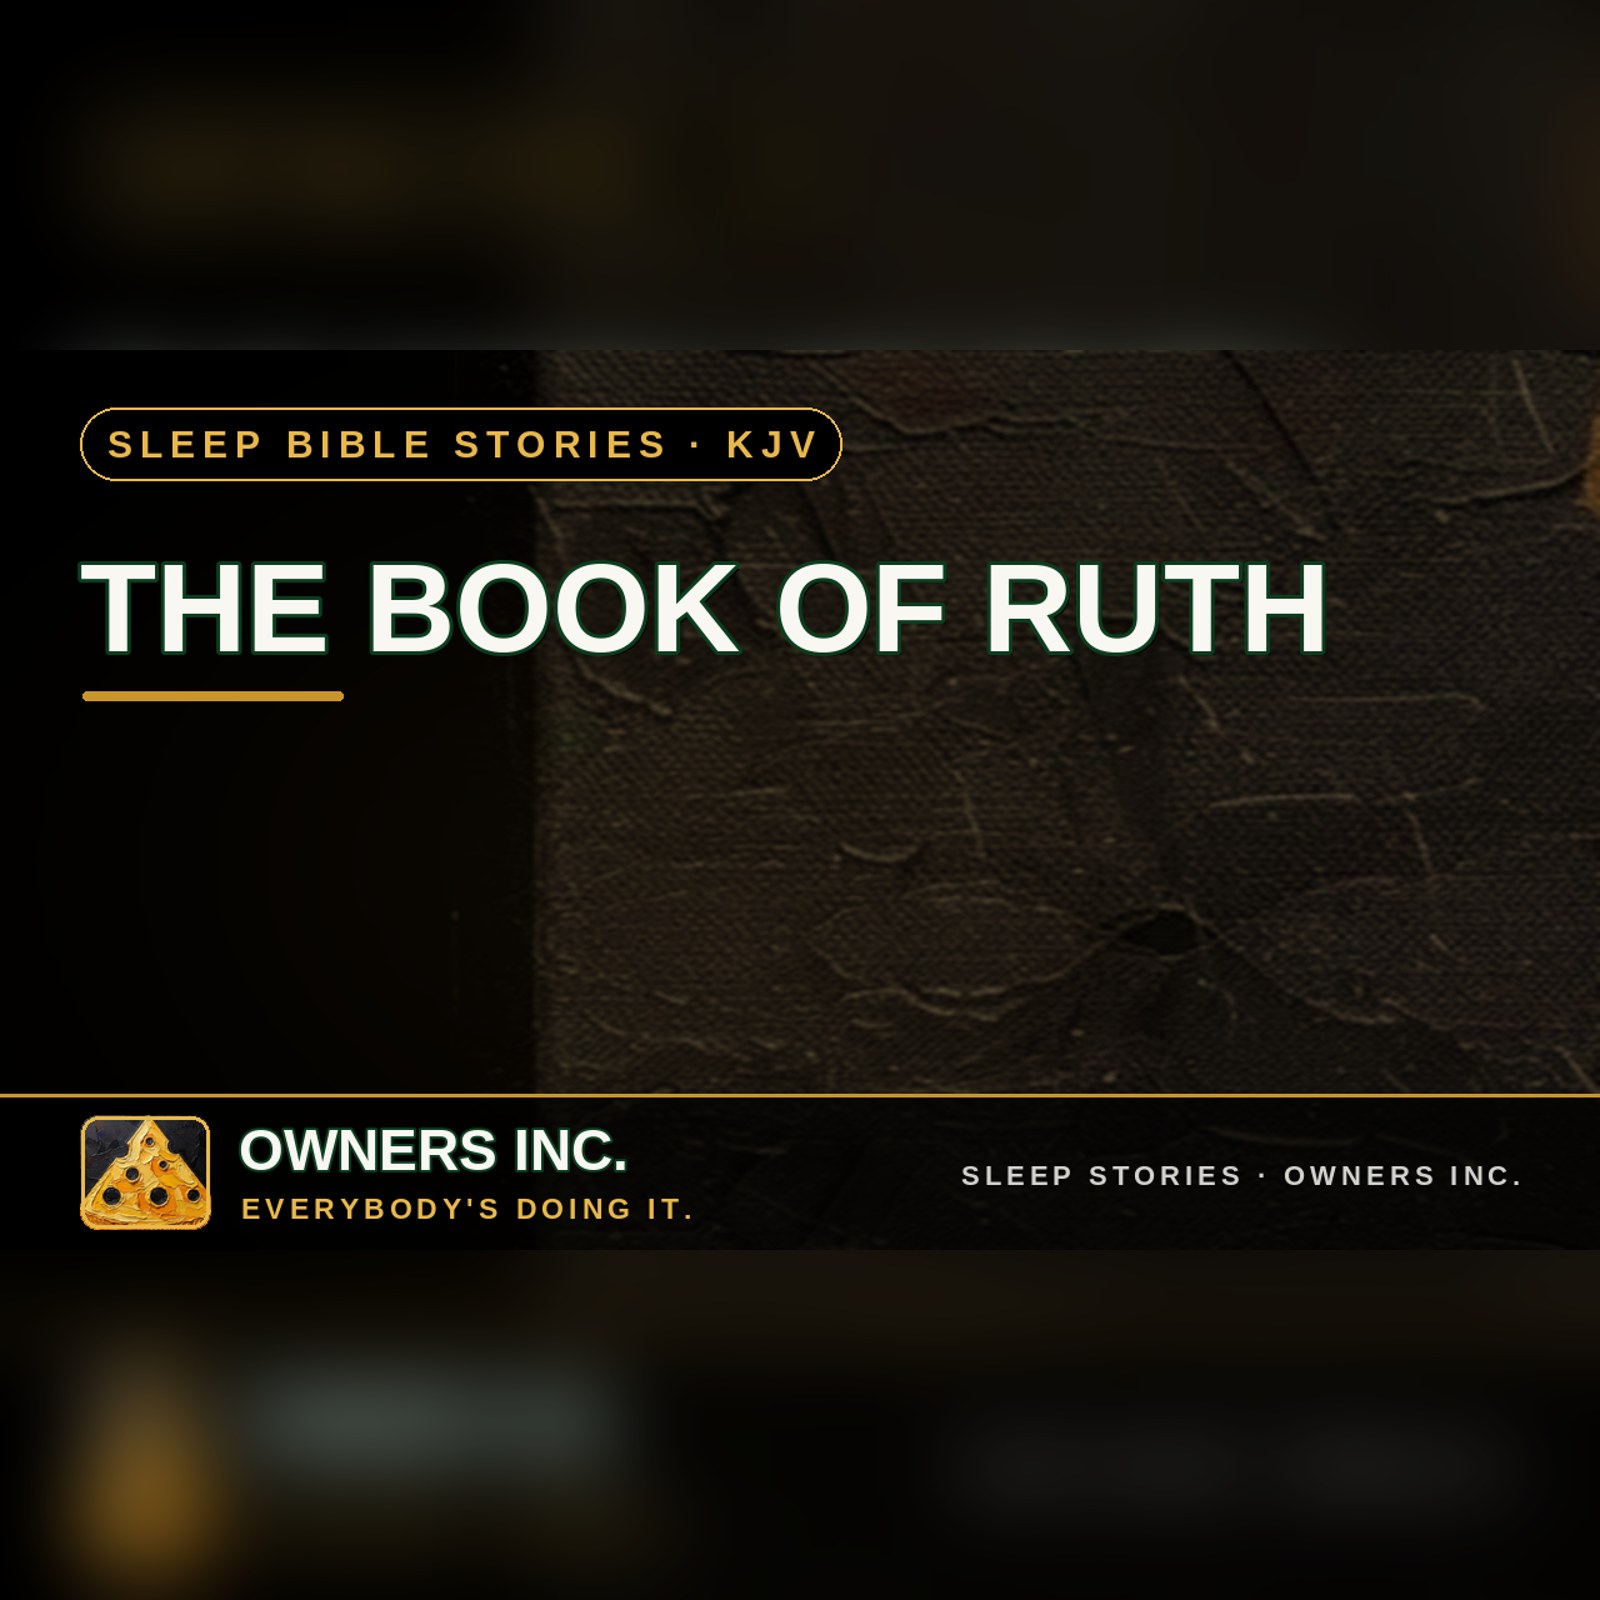 SLEEP BIBLE STORIES · KJV
THE BOOK OF RUTH
OWNERS INC.
EVERYBODY'S DOING IT.
SLEEP STORIES · OWNERS INC.